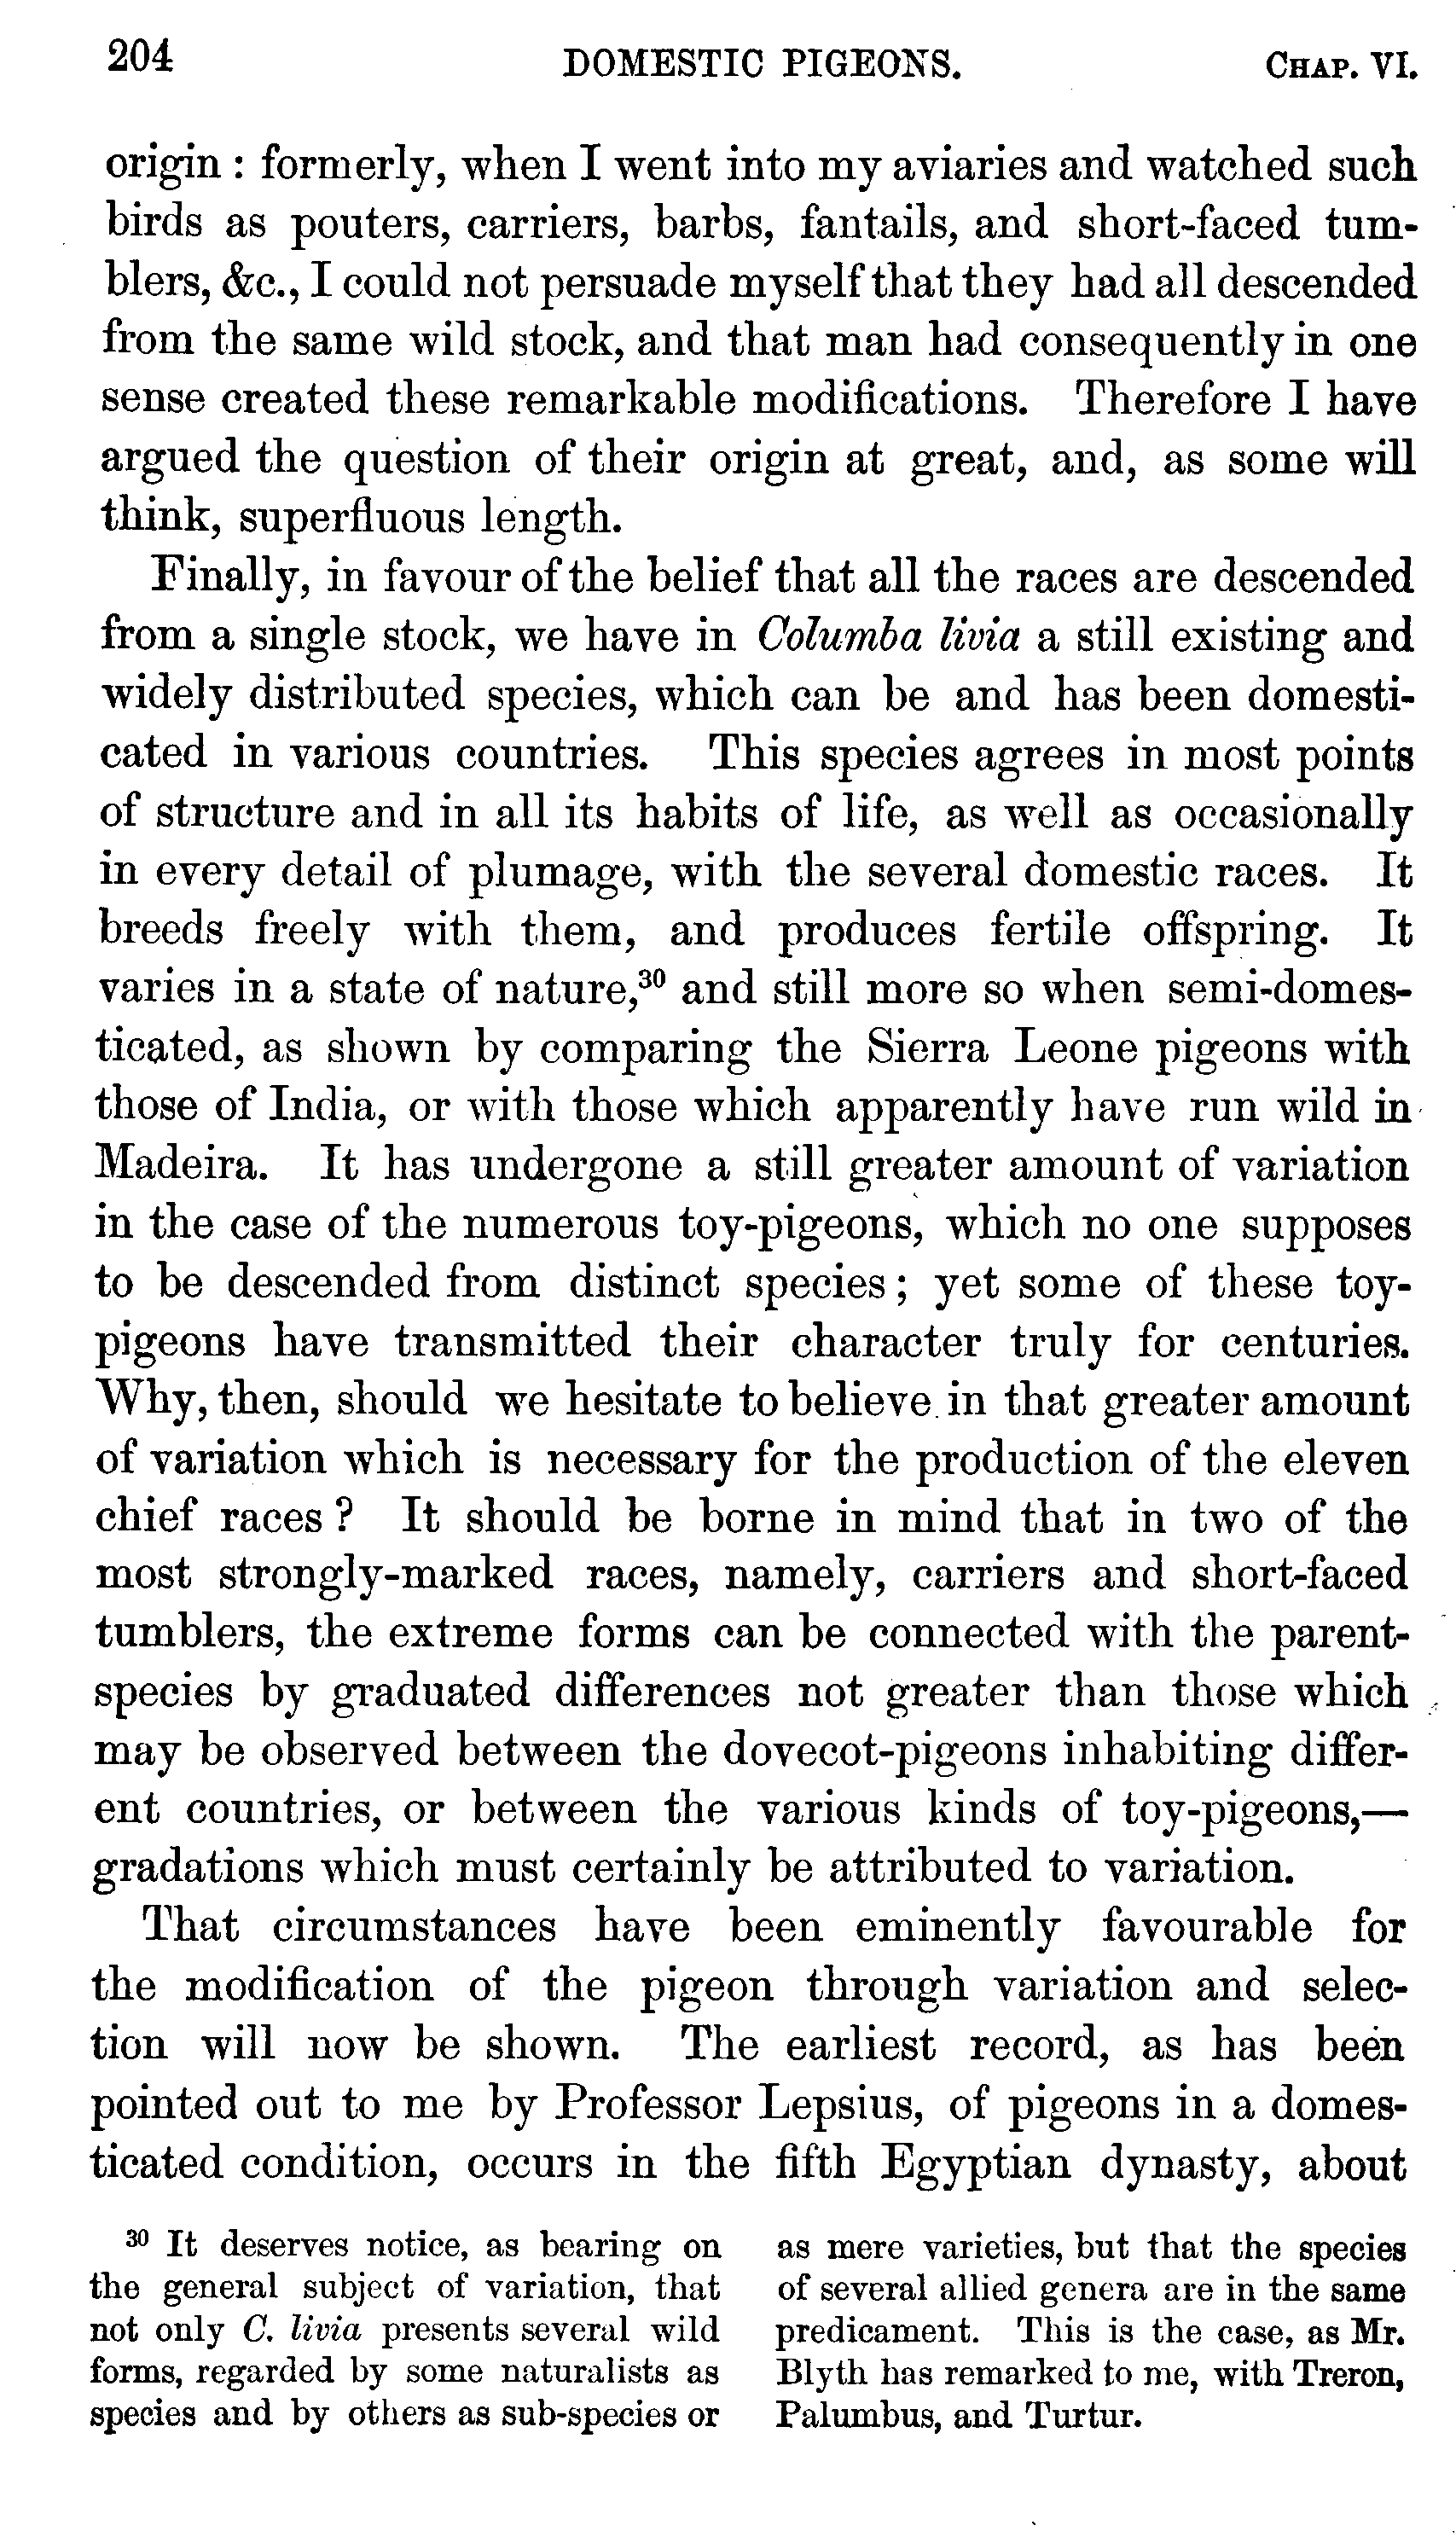 204 DOMESTIC PIGEONS. CHAP. VI.
origin : formerly, when I went into my aviaries and watched such
birds as pouters, carriers, barbs, fantails, and short-faced tum-
blers, &c., I could not persuade myself that they had all descended
from the same wild stock, and that man had consequently in one
sense created these remarkable modifications. Therefore I have
argued the question of their origin at great, and, as some will
think, superfluous length.
Finally, in favour of the belief that all the races are descended
from a single stock, we have in Columba livia a still existing and
widely distributed species, which can be and has been domesti-
cated in various countries. This species agrees in most points
of structure and in all its habits of life, as well as occasionally
in every detail of plumage, with the several domestic races. It
breeds freely with them, and produces fertile offspring. It
varies in a state of nature,³⁰ and still more so when semi-domes-
ticated, as shown by comparing the Sierra Leone pigeons with
those of India, or with those which apparently have run wild in
Madeira. It has undergone a still greater amount of variation
in the case of the numerous toy-pigeons, which no one supposes
to be descended from distinct species ; yet some of these toy-
pigeons have transmitted their character truly for centuries.
Why, then, should we hesitate to believe in that greater amount
of variation which is necessary for the production of the eleven
chief races ? It should be borne in mind that in two of the
most strongly-marked races, namely, carriers and short-faced
tumblers, the extreme forms can be connected with the parent-
species by graduated differences not greater than those which
may be observed between the dovecot-pigeons inhabiting differ-
ent countries, or between the various kinds of toy-pigeons,—
gradations which must certainly be attributed to variation.
That circumstances have been eminently favourable for
the modification of the pigeon through variation and selec-
tion will now be shown. The earliest record, as has been
pointed out to me by Professor Lepsius, of pigeons in a domes-
ticated condition, occurs in the fifth Egyptian dynasty, about
³⁰ It deserves notice, as bearing on
the general subject of variation, that
not only C. livia presents several wild
forms, regarded by some naturalists as
species and by others as sub-species or
as mere varieties, but that the species
of several allied genera are in the same
predicament. This is the case, as Mr.
Blyth has remarked to me, with Treron,
Palumbus, and Turtur.